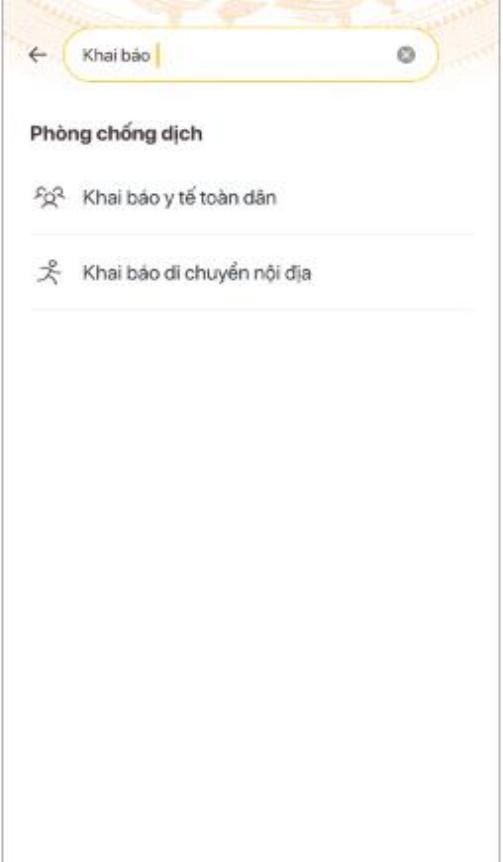 Khai báo
Phòng chống dịch
Khai báo y tế toàn dân
Khai báo di chuyển nội địa